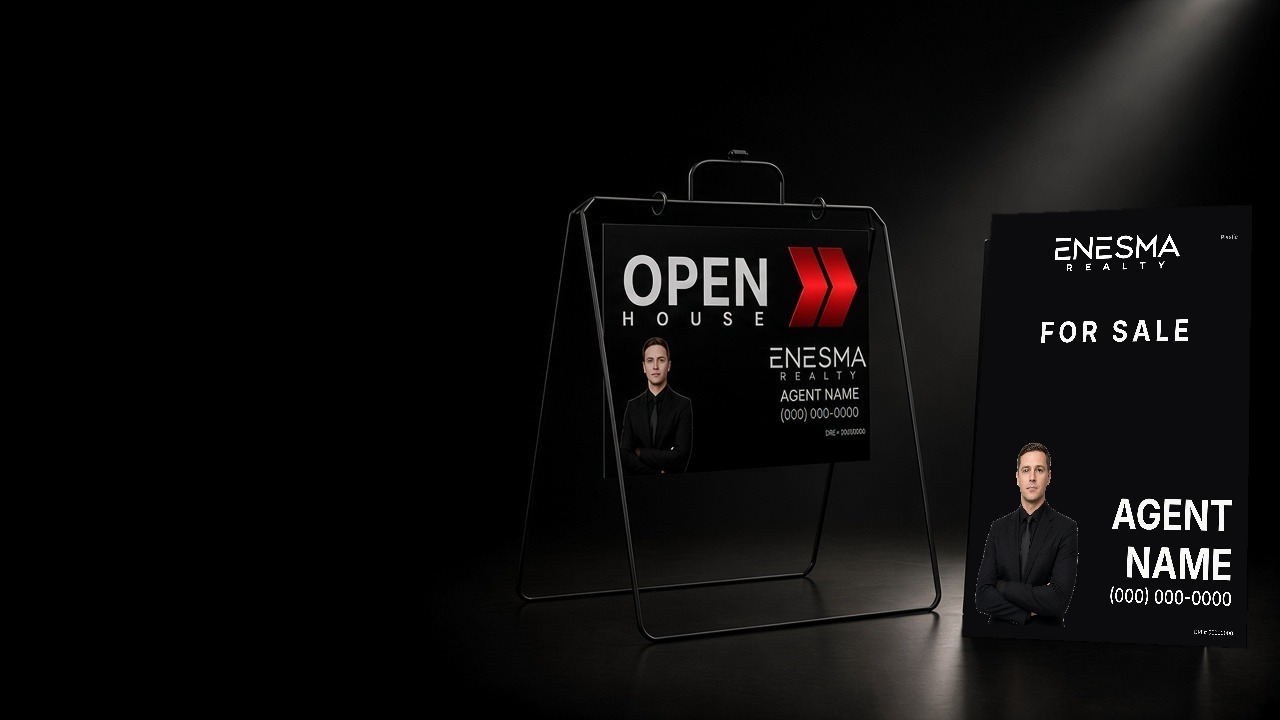 OPEN
HOUSE
ENESMA
REALTY
AGENT NAME
(000) 000-0000
ENESMA
REALTY
FOR SALE
AGENT
NAME
(000) 000-0000